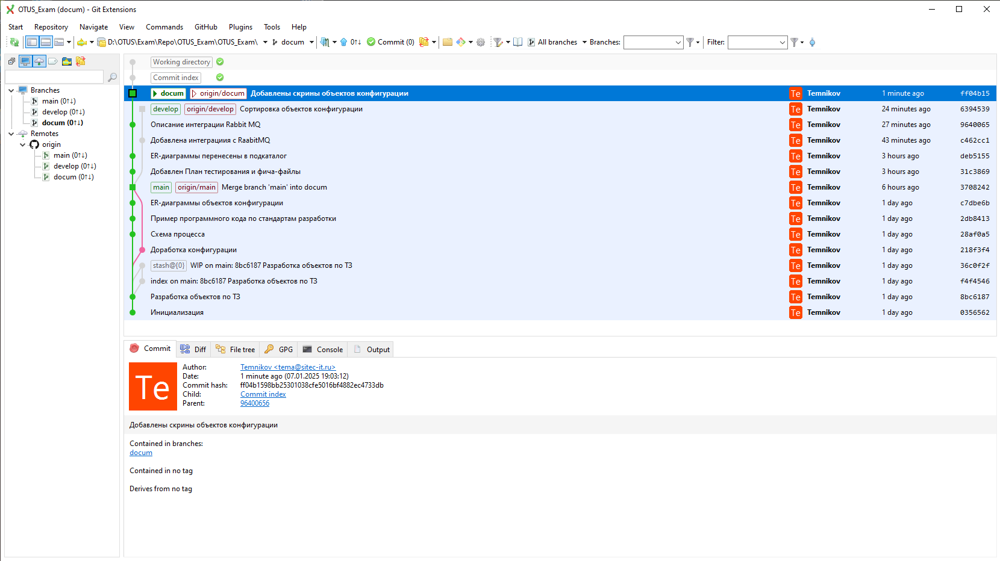 OTUS_Exam (docum) - Git Extensions
Start Repository Navigate View Commands GitHub Plugins Tools Help
D:\OTUS\Exam\Repo\OTUS_Exam\OTUS_Exam\ docum 0↑↓ Commit (0) All branches Branches: Filter:
Branches
main (0↑↓)
develop (0↑↓)
docum (0↑↓)
Remotes
origin
main (0↑↓)
develop (0↑↓)
docum (0↑↓)
Working directory
Commit index
docum origin/docum Добавлены скрины объектов конфигурации Te Temnikov 1 minute ago ff04b15
develop origin/develop Сортировка объектов конфигурации Te Temnikov 24 minutes ago 6394539
Описание интеграции Rabbit MQ Te Temnikov 27 minutes ago 9640065
Добавлена интеграциия с RaabitMQ Te Temnikov 43 minutes ago c462cc1
ER-диаграммы перенесены в подкаталог Te Temnikov 3 hours ago deb5155
Добавлен План тестирования и фича-файлы Te Temnikov 3 hours ago 31c3869
main origin/main Merge branch 'main' into docum Te Temnikov 6 hours ago 3708242
ER-диаграммы объектов конфигурации Te Temnikov 1 day ago c7dbe6b
Пример программного кода по стандартам разработки Te Temnikov 1 day ago 2db8413
Схема процесса Te Temnikov 1 day ago 28af0a5
Доработка конфигурации Te Temnikov 1 day ago 218f3f4
stash@{0} WIP on main: 8bc6187 Разработка объектов по ТЗ Te Temnikov 1 day ago 36c0f2f
index on main: 8bc6187 Разработка объектов по ТЗ Te Temnikov 1 day ago f4f4546
Разработка объектов по ТЗ Te Temnikov 1 day ago 8bc6187
Инициализация Te Temnikov 1 day ago 0356562
Commit Diff File tree GPG Console Output
Te
Author: Temnikov <tema@sitec-it.ru>
Date: 1 minute ago (07.01.2025 19:03:12)
Commit hash: ff04b1598bb25301038cfe5016bf4882ec4733db
Child: Commit index
Parent: 96400656
Добавлены скрины объектов конфигурации
Contained in branches:
docum
Contained in no tag
Derives from no tag